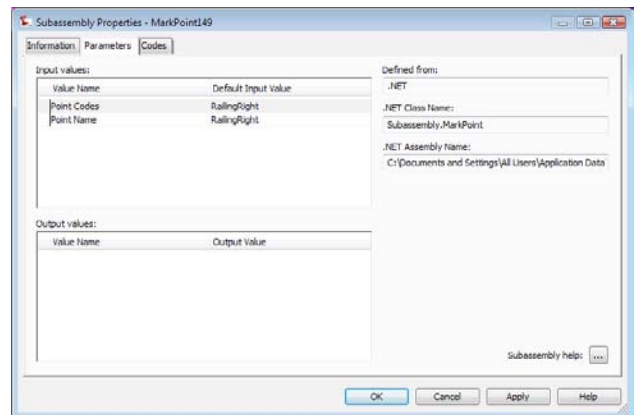 Subassembly Properties - MarkPoint149
Information Parameters Codes
Input values:
Value Name Default Input Value
Point Codes RailingRight
Point Name RailingRight
Output values:
Value Name Output Value
Defined from:
.NET
.NET Class Name:
Subassembly.MarkPoint
.NET Assembly Name:
C:\Documents and Settings\All Users\Application Data
Subassembly help: ...
OK Cancel Apply Help